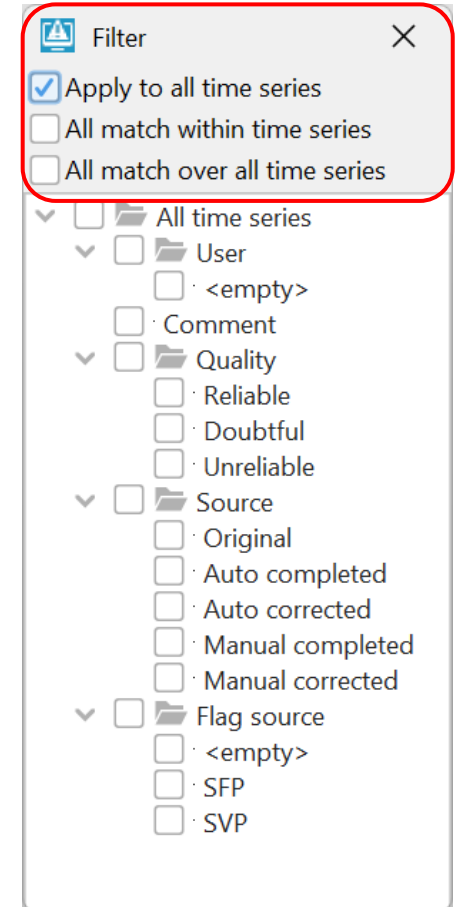 Filter
Apply to all time series
All match within time series
All match over all time series
All time series
User
<empty>
Comment
Quality
Reliable
Doubtful
Unreliable
Source
Original
Auto completed
Auto corrected
Manual completed
Manual corrected
Flag source
<empty>
SFP
SVP